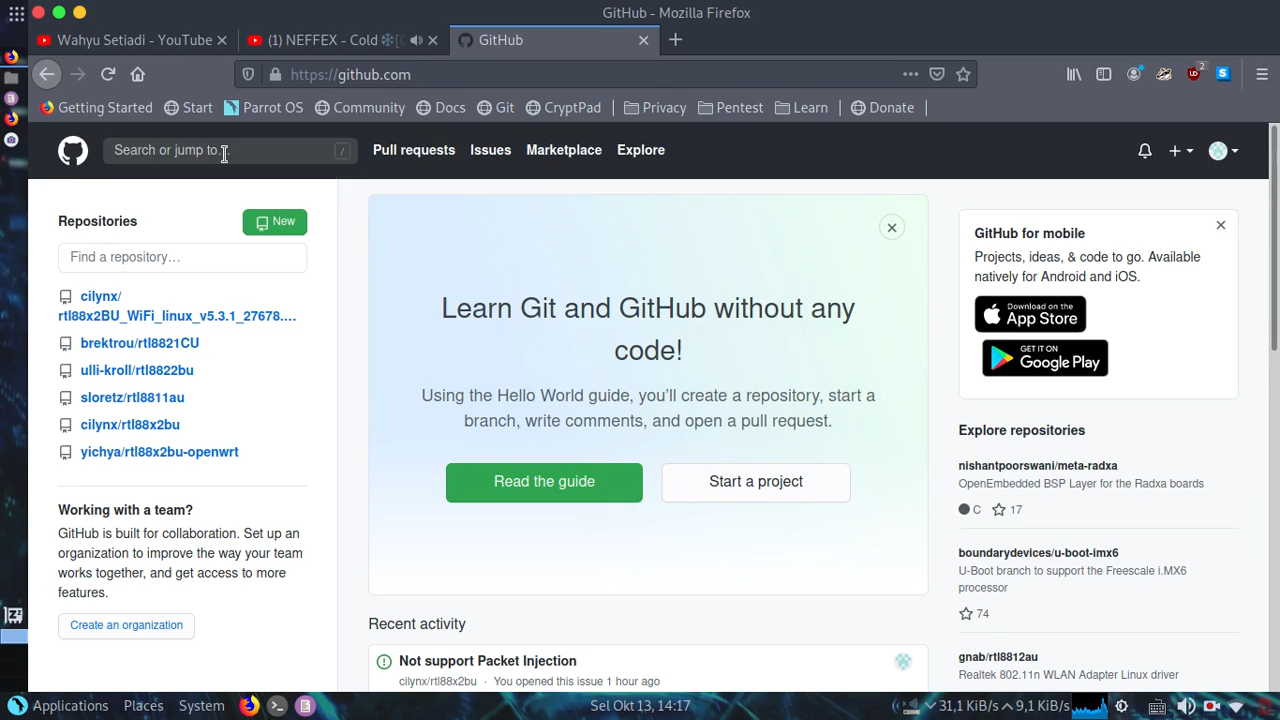 GitHub - Mozilla Firefox
Wahyu Setiadi - YouTube
(1) NEFFEX - Cold ❄️[
GitHub
https://github.com
2
Getting Started
Start
Parrot OS
Community
Docs
Git
CryptPad
Privacy
Pentest
Learn
Donate
Search or jump to...
/
Pull requests
Issues
Marketplace
Explore
Repositories
New
Find a repository…
cilynx/
rtl88x2BU_WiFi_linux_v5.3.1_27678.…
brektrou/rtl8821CU
ulli-kroll/rtl8822bu
sloretz/rtl8811au
cilynx/rtl88x2bu
yichya/rtl88x2bu-openwrt
Working with a team?
GitHub is built for collaboration. Set up an
organization to improve the way your team
works together, and get access to more
features.
Create an organization
Learn Git and GitHub without any
code!
Using the Hello World guide, you’ll create a repository, start a
branch, write comments, and open a pull request.
Read the guide
Start a project
Recent activity
Not support Packet Injection
cilynx/rtl88x2bu · You opened this issue 1 hour ago
GitHub for mobile
Projects, ideas, & code to go. Available
natively for Android and iOS.
Download on the
App Store
GET IT ON
Google Play
Explore repositories
nishantpoorswani/meta-radxa
OpenEmbedded BSP Layer for the Radxa boards
C 17
boundarydevices/u-boot-imx6
U-Boot branch to support the Freescale i.MX6
processor
74
gnab/rtl8812au
Realtek 802.11n WLAN Adapter Linux driver
Applications
Places
System
Sel Okt 13, 14:17
31,1 KiB/s
9,1 KiB/s